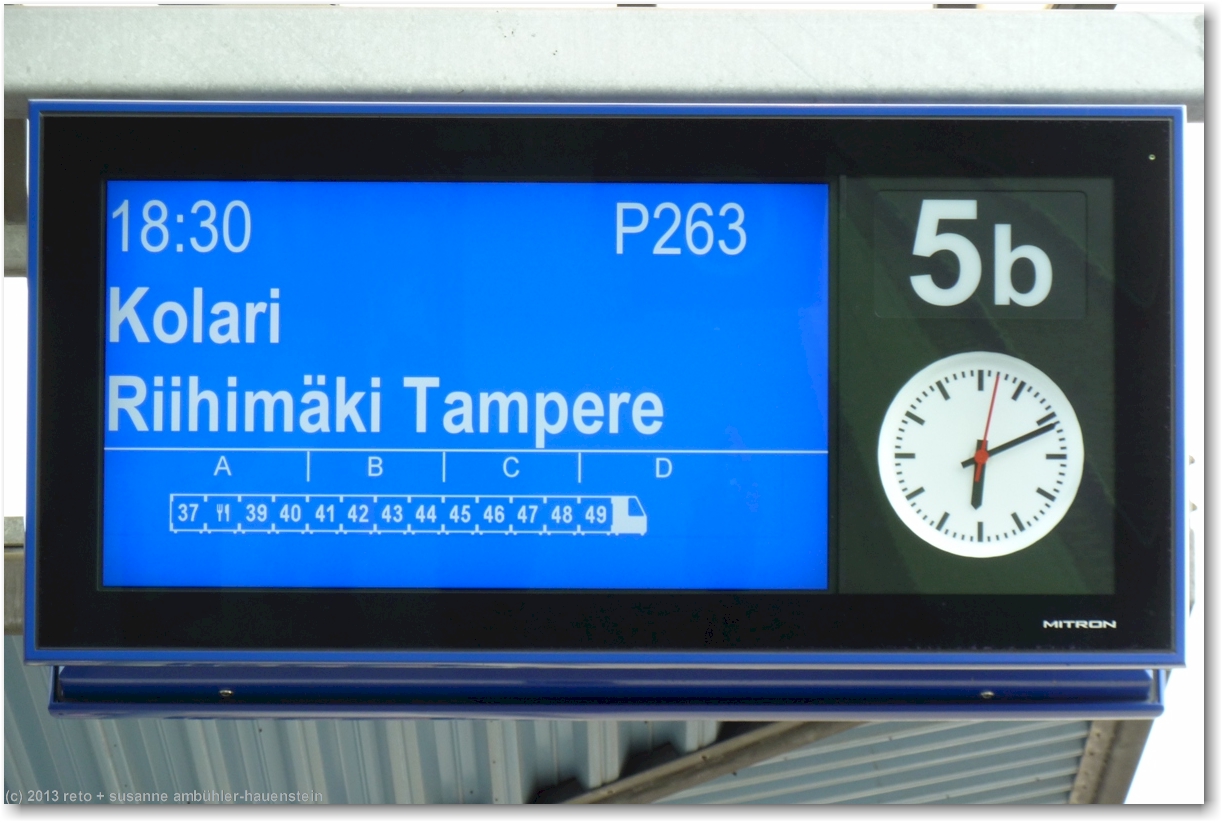 18:30 P263
Kolari
Riihimäki Tampere
A B C D
37 39 40 41 42 43 44 45 46 47 48 49
5b
MITRON
(c) 2013 reto + susanne ambühler-hauenstein